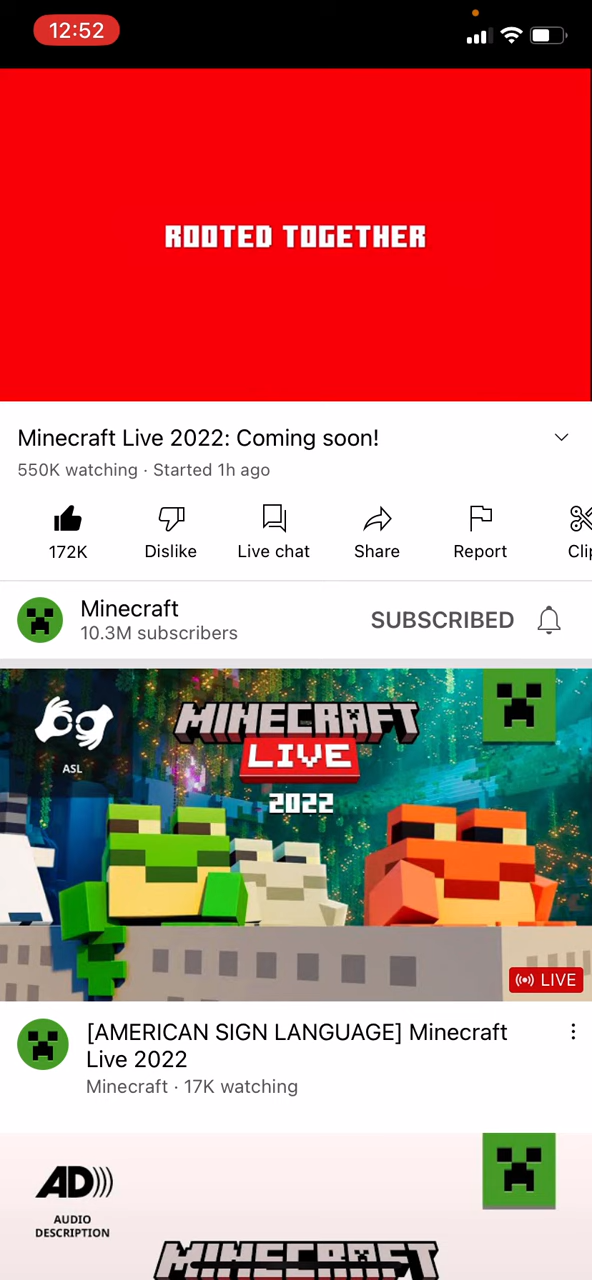 12:52
ROOTED TOGETHER
Minecraft Live 2022: Coming soon!
550K watching · Started 1h ago
172K Dislike Live chat Share Report Clip
Minecraft
10.3M subscribers
SUBSCRIBED
MINECRAFT
LIVE
2022
ASL
LIVE
[AMERICAN SIGN LANGUAGE] Minecraft
Live 2022
Minecraft · 17K watching
AD
AUDIO
DESCRIPTION
MINECRAFT